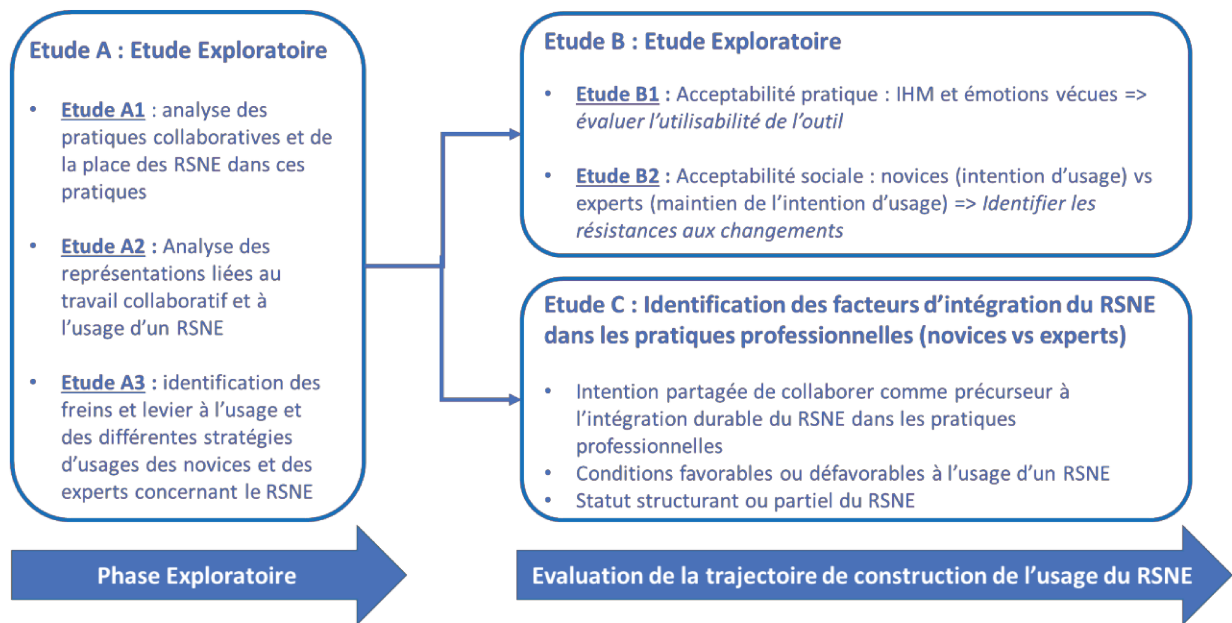 Etude A : Etude Exploratoire
• Etude A1 : analyse des
pratiques collaboratives et de
la place des RSNE dans ces
pratiques
• Etude A2 : Analyse des
représentations liées au
travail collaboratif et à
l’usage d’un RSNE
• Etude A3 : identification des
freins et levier à l’usage et
des différentes stratégies
d’usages des novices et des
experts concernant le RSNE
Etude B : Etude Exploratoire
• Etude B1 : Acceptabilité pratique : IHM et émotions vécues =>
évaluer l’utilisabilité de l’outil
• Etude B2 : Acceptabilité sociale : novices (intention d’usage) vs
experts (maintien de l’intention d’usage) => Identifier les
résistances aux changements
Etude C : Identification des facteurs d’intégration du RSNE
dans les pratiques professionnelles (novices vs experts)
• Intention partagée de collaborer comme précurseur à
l’intégration durable du RSNE dans les pratiques
professionnelles
• Conditions favorables ou défavorables à l’usage d’un RSNE
• Statut structurant ou partiel du RSNE
Phase Exploratoire
Evaluation de la trajectoire de construction de l’usage du RSNE